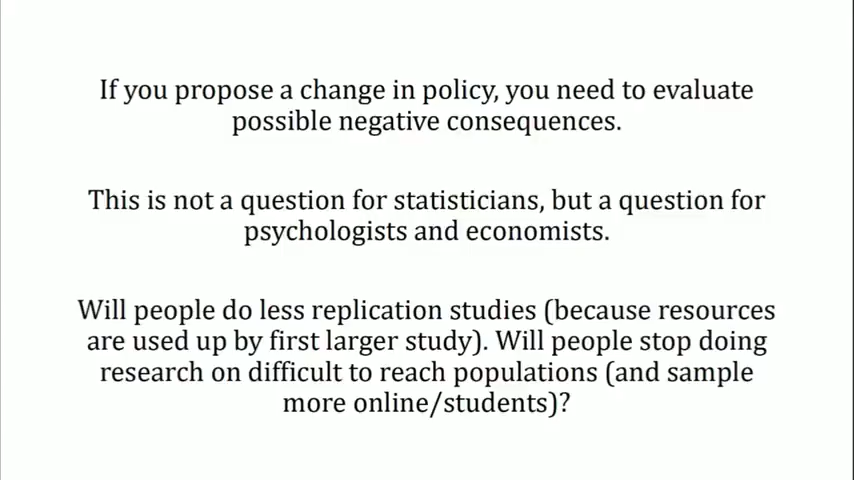 If you propose a change in policy, you need to evaluate
possible negative consequences.
This is not a question for statisticians, but a question for
psychologists and economists.
Will people do less replication studies (because resources
are used up by first larger study). Will people stop doing
research on difficult to reach populations (and sample
more online/students)?